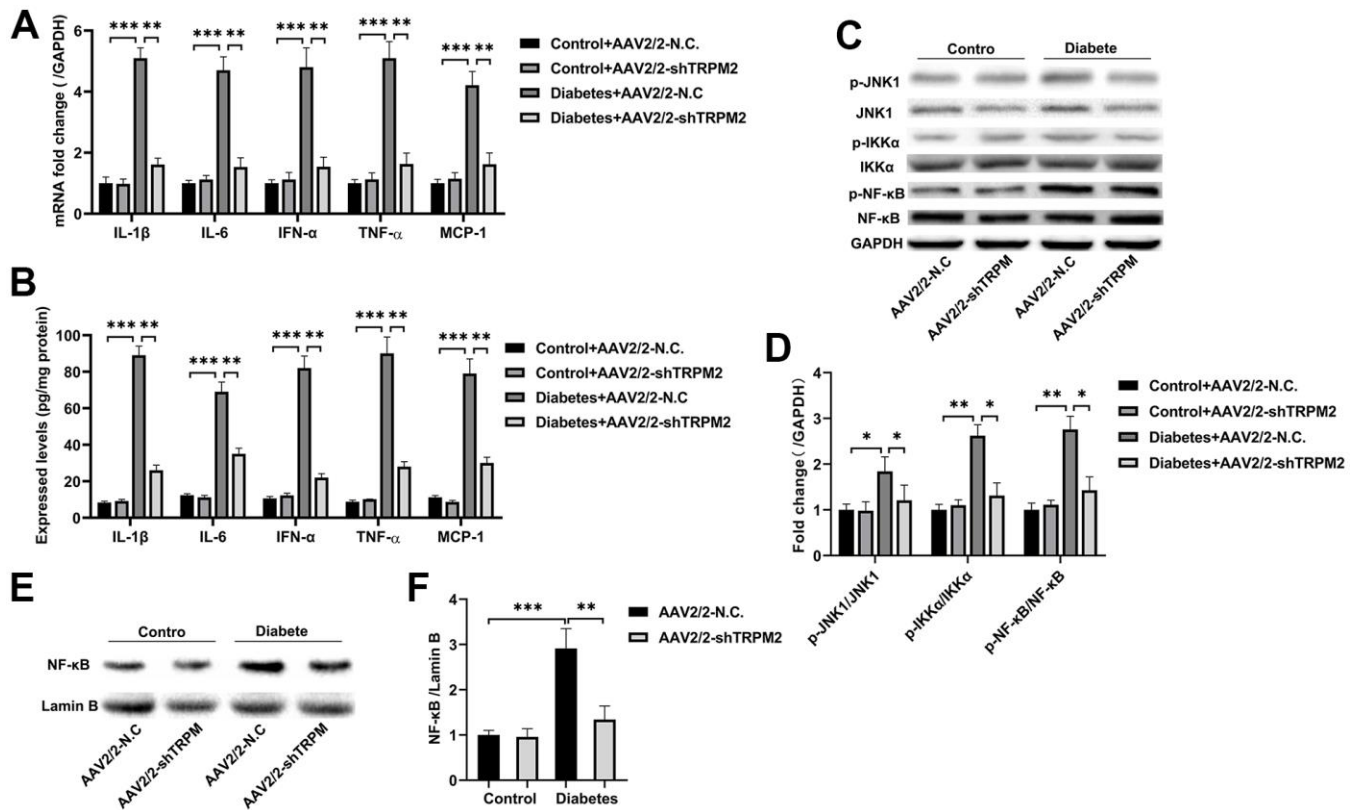 A
mRNA fold change ( /GAPDH)
6
4
2
0
*** ** *** ** *** ** *** ** *** **
IL-1β IL-6 IFN-α TNF-α MCP-1
Control+AAV2/2-N.C.
Control+AAV2/2-shTRPM2
Diabetes+AAV2/2-N.C
Diabetes+AAV2/2-shTRPM2
B
Expressed levels (pg/mg protein)
100
80
60
40
20
0
*** ** *** ** *** ** *** ** *** **
IL-1β IL-6 IFN-α TNF-α MCP-1
Control+AAV2/2-N.C.
Control+AAV2/2-shTRPM2
Diabetes+AAV2/2-N.C
Diabetes+AAV2/2-shTRPM2
C
Contro Diabete
p-JNK1
JNK1
p-IKKα
IKKα
p-NF-κB
NF-κB
GAPDH
AAV2/2-N.C AAV2/2-shTRPM AAV2/2-N.C AAV2/2-shTRPM
D
Fold change( /GAPDH)
4
3
2
1
0
* * ** * ** *
p-JNK1/JNK1 p-IKKα/IKKα p-NF-κB/NF-κB
Control+AAV2/2-N.C.
Control+AAV2/2-shTRPM2
Diabetes+AAV2/2-N.C.
Diabetes+AAV2/2-shTRPM2
E
Contro Diabete
NF-κB
Lamin B
AAV2/2-N.C AAV2/2-shTRPM AAV2/2-N.C AAV2/2-shTRPM
F
NF-κB /Lamin B
4
3
2
1
0
*** **
Control Diabetes
AAV2/2-N.C.
AAV2/2-shTRPM2